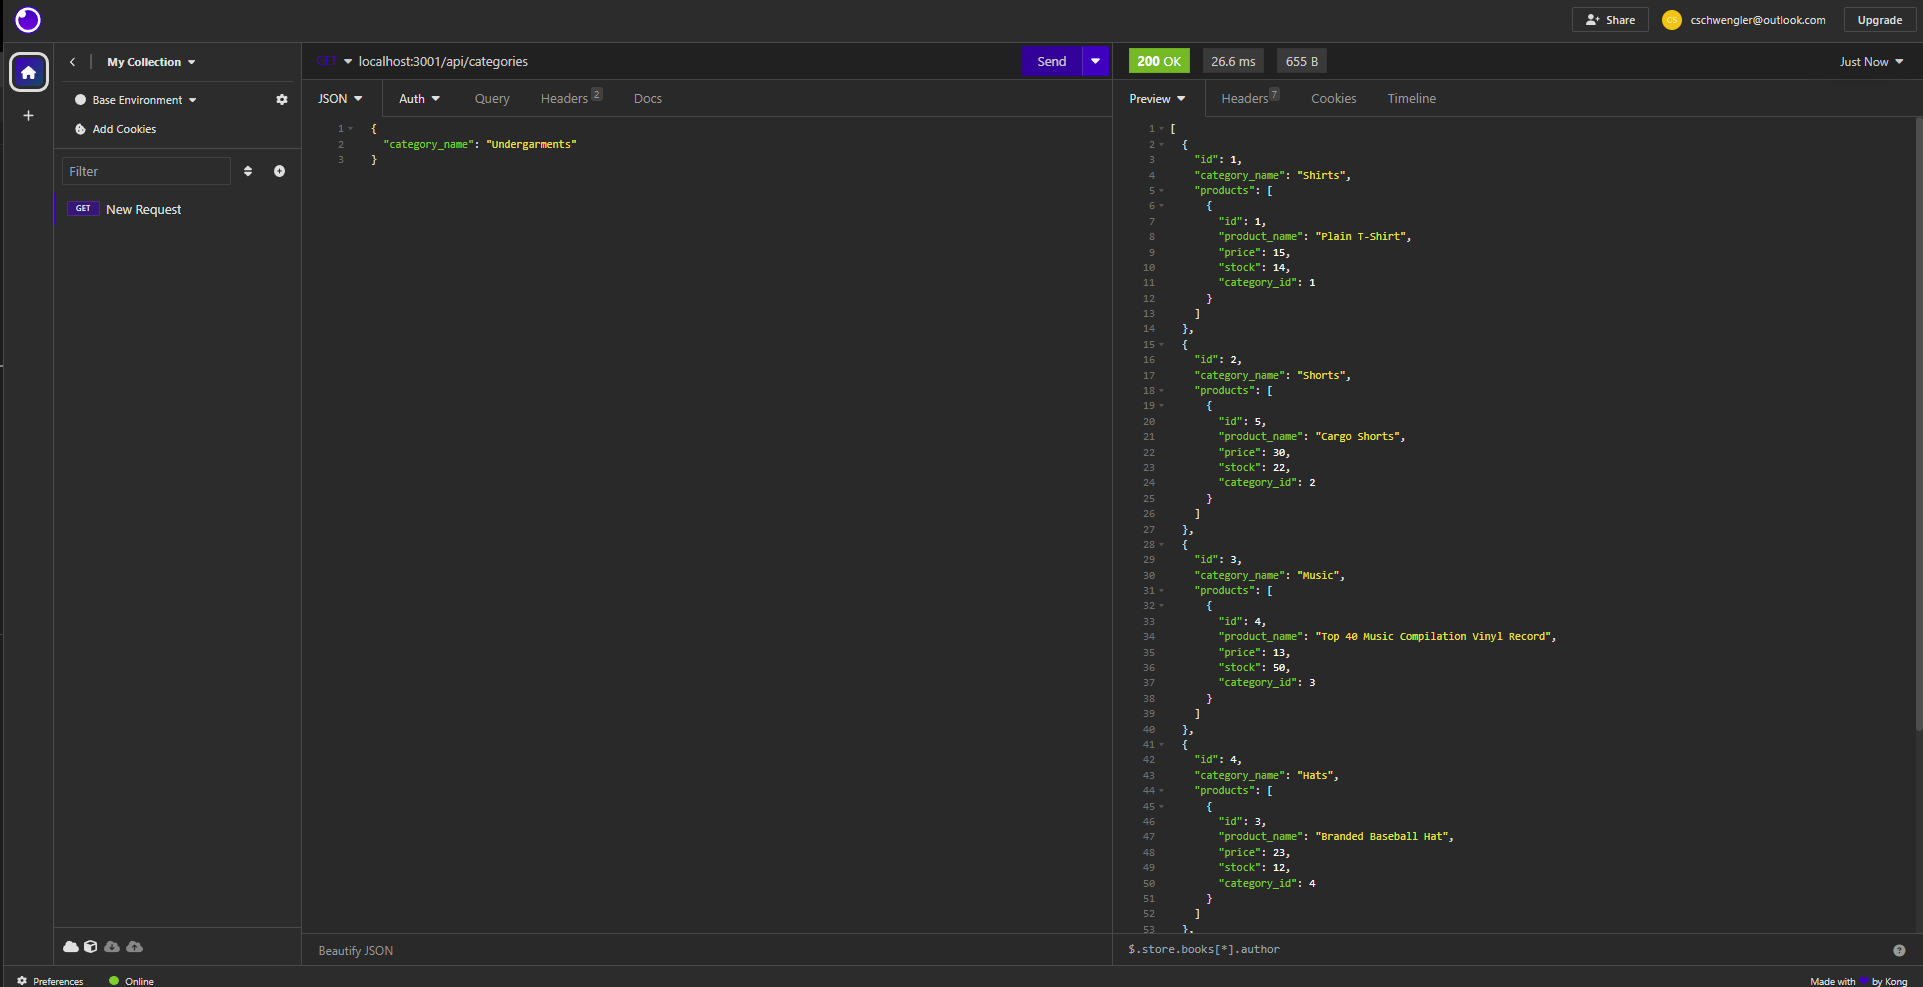 Share
CS
cschwengler@outlook.com
Upgrade
My Collection
Base Environment
Add Cookies
Filter
GET New Request
GET localhost:3001/api/categories
Send
JSON
Auth
Query
Headers 2
Docs
1 {
2 "category_name": "Undergarments"
3 }
Beautify JSON
200 OK
26.6 ms
655 B
Just Now
Preview
Headers 7
Cookies
Timeline
1 [
2 {
3 "id": 1,
4 "category_name": "Shirts",
5 "products": [
6 {
7 "id": 1,
8 "product_name": "Plain T-Shirt",
9 "price": 15,
10 "stock": 14,
11 "category_id": 1
12 }
13 ]
14 },
15 {
16 "id": 2,
17 "category_name": "Shorts",
18 "products": [
19 {
20 "id": 5,
21 "product_name": "Cargo Shorts",
22 "price": 30,
23 "stock": 22,
24 "category_id": 2
25 }
26 ]
27 },
28 {
29 "id": 3,
30 "category_name": "Music",
31 "products": [
32 {
33 "id": 4,
34 "product_name": "Top 40 Music Compilation Vinyl Record",
35 "price": 13,
36 "stock": 50,
37 "category_id": 3
38 }
39 ]
40 },
41 {
42 "id": 4,
43 "category_name": "Hats",
44 "products": [
45 {
46 "id": 3,
47 "product_name": "Branded Baseball Hat",
48 "price": 23,
49 "stock": 12,
50 "category_id": 4
51 }
52 ]
53 },
$.store.books[*].author
Preferences
Online
Made with by Kong